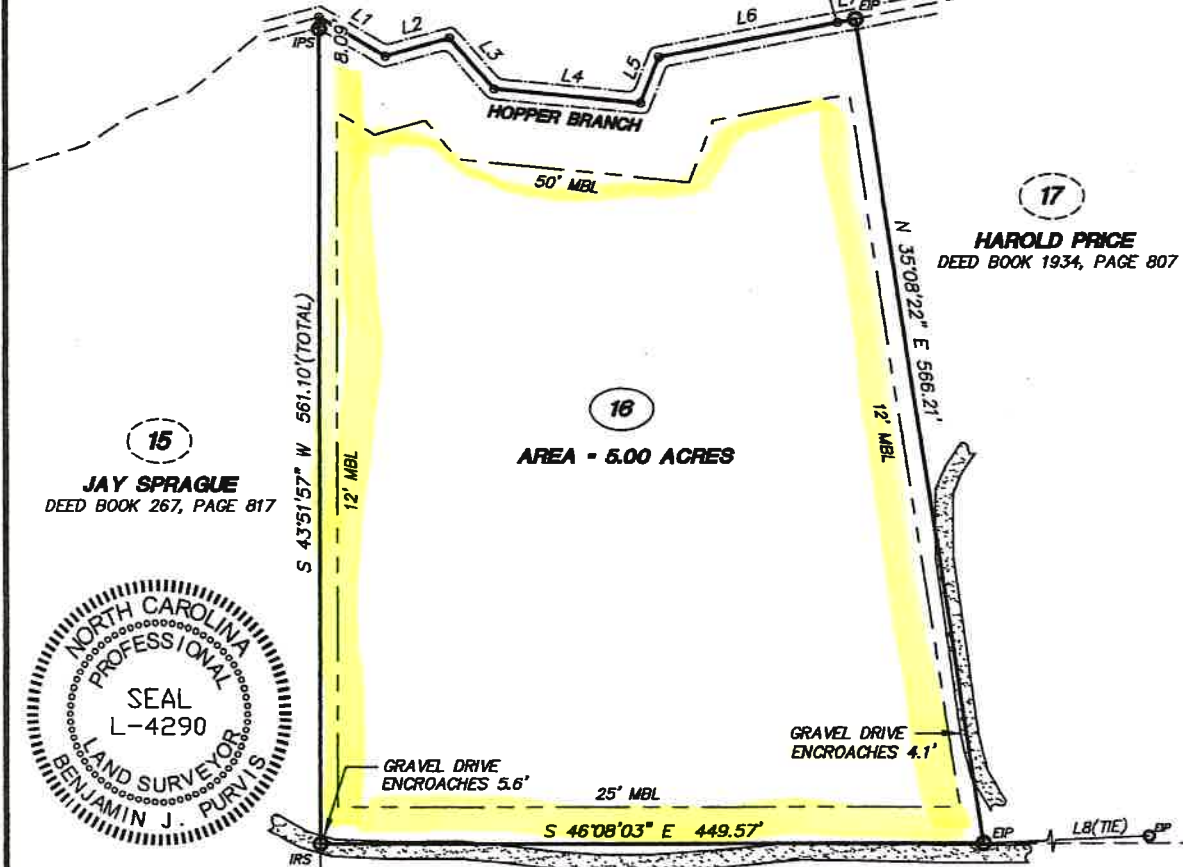 L1
L2
L3
L4
L5
L6
EIP
IPS
8.09
HOPPER BRANCH
50' MBL
17
HAROLD PRICE
DEED BOOK 1934, PAGE 807
N 35°08'22" E 566.21'
S 43°51'57" W 561.10'(TOTAL)
12' MBL
12' MBL
16
AREA = 5.00 ACRES
15
JAY SPRAGUE
DEED BOOK 267, PAGE 817
NORTH CAROLINA
PROFESSIONAL
SEAL
L-4290
LAND SURVEYOR
BENJAMIN J. PURVIS
GRAVEL DRIVE
ENCROACHES 5.6'
GRAVEL DRIVE
ENCROACHES 4.1'
25' MBL
S 46°08'03" E 449.57'
EIP
L8(TIE)
EIP
IRS